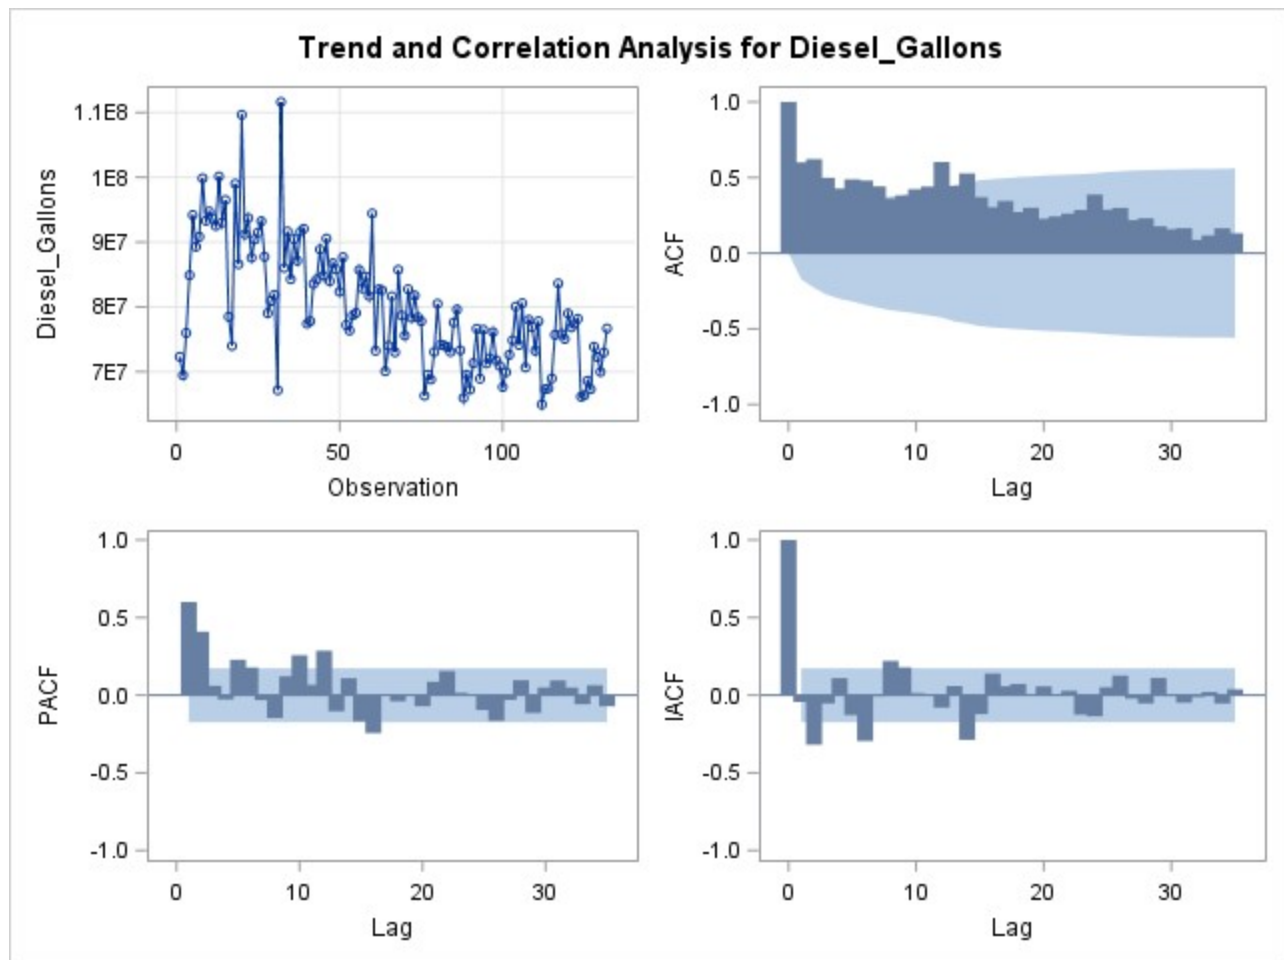 Trend and Correlation Analysis for Diesel_Gallons
Diesel_Gallons
1.1E8
1E8
9E7
8E7
7E7
0 50 100
Observation
ACF
1.0
0.5
0.0
-0.5
-1.0
0 10 20 30
Lag
PACF
1.0
0.5
0.0
-0.5
-1.0
0 10 20 30
Lag
IACF
1.0
0.5
0.0
-0.5
-1.0
0 10 20 30
Lag